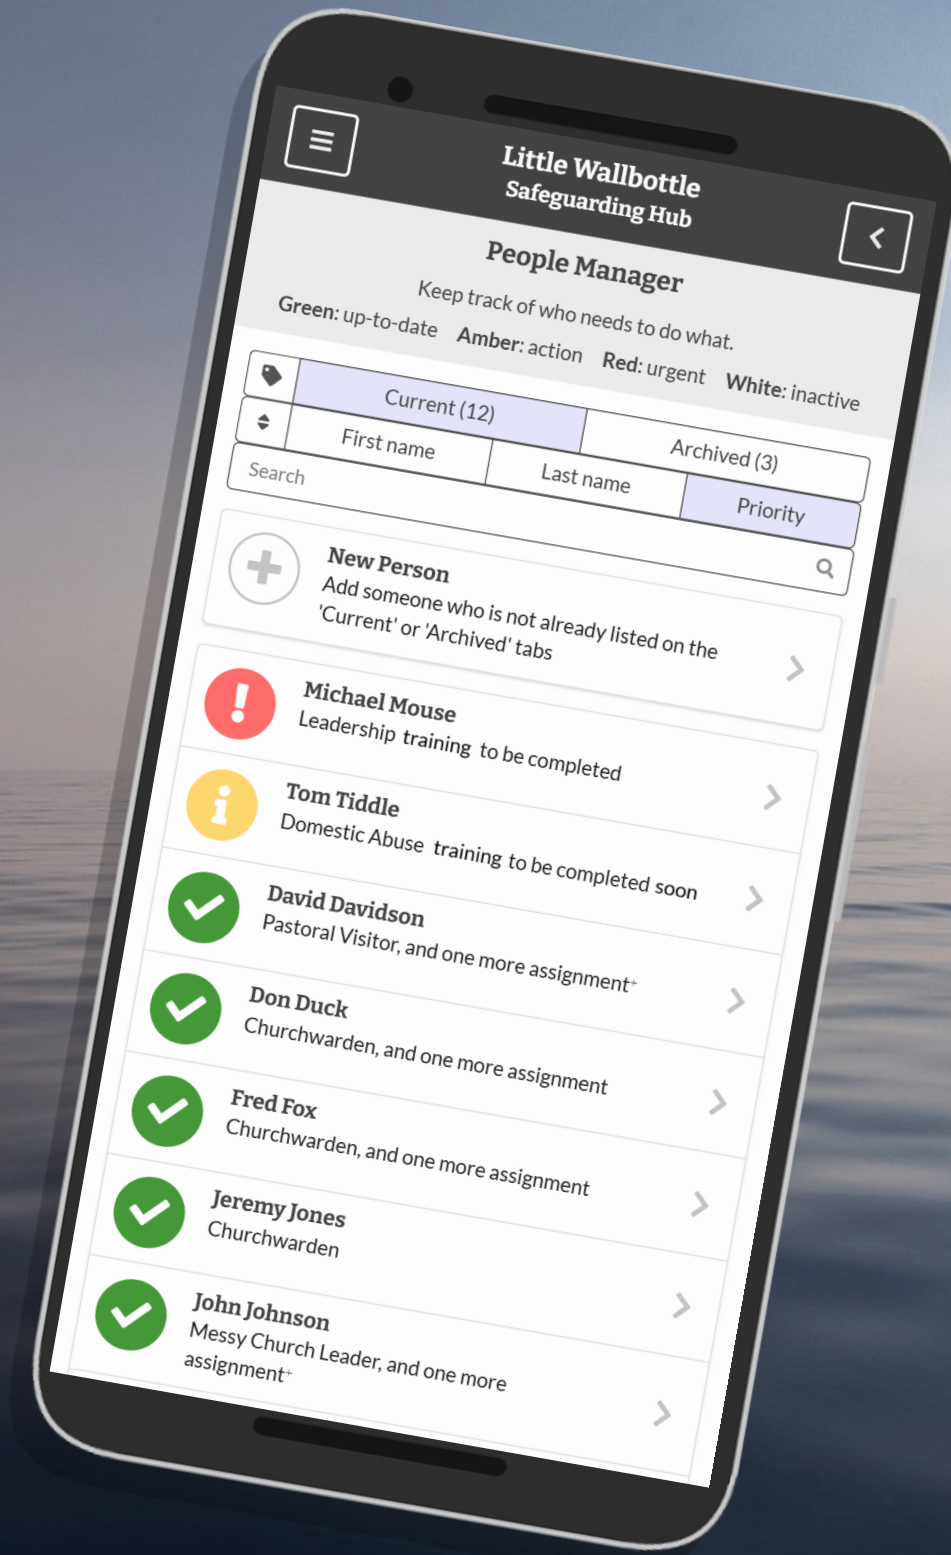 Little Wallbottle
Safeguarding Hub
People Manager
Keep track of who needs to do what.
Green: up-to-date Amber: action Red: urgent White: inactive
Current (12) Archived (3)
First name Last name Priority
Search
New Person
Add someone who is not already listed on the
'Current' or 'Archived' tabs
Michael Mouse
Leadership training to be completed
Tom Tiddle
Domestic Abuse training to be completed soon
David Davidson
Pastoral Visitor, and one more assignment⁺
Don Duck
Churchwarden, and one more assignment
Fred Fox
Churchwarden, and one more assignment
Jeremy Jones
Churchwarden
John Johnson
Messy Church Leader, and one more
assignment⁺